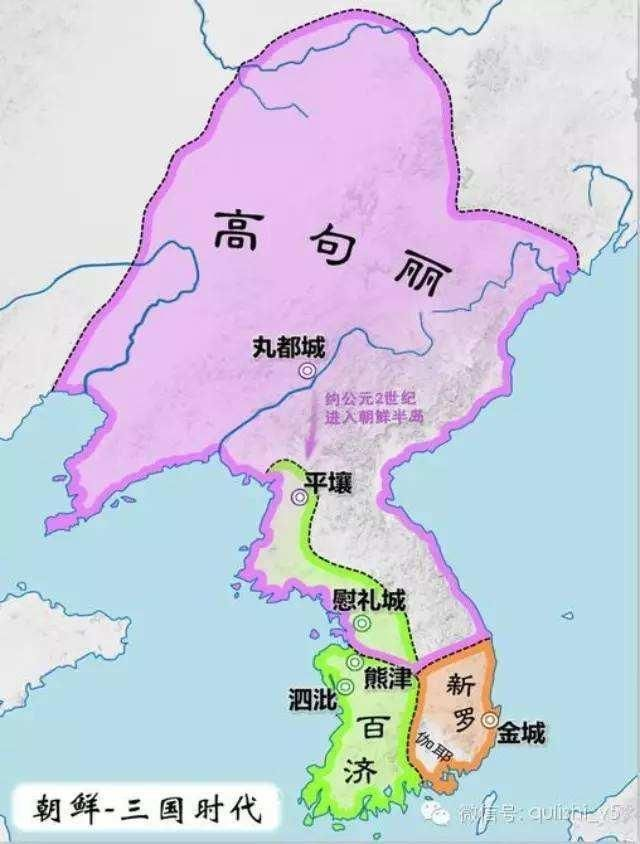 高句丽
丸都城
约公元2世纪
进入朝鲜半岛
平壤
慰礼城
熊津
泗沘
百济
新罗
伽耶
金城
朝鲜-三国时代
微信号: qulishi_y5